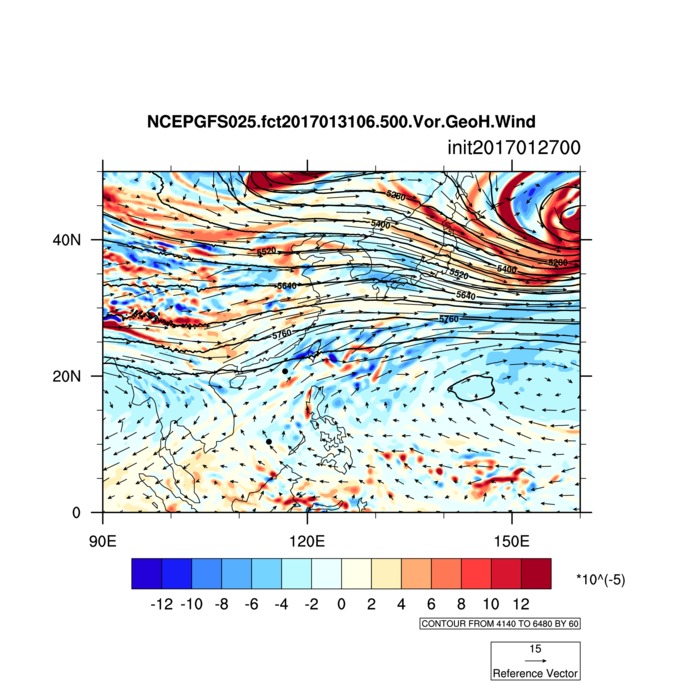 NCEPGFS025.fct2017013106.500.Vor.GeoH.Wind
init2017012700
40N
20N
0
90E 120E 150E
5280
5400
5520
5640
5760
5280
5400
5520
5640
5760
-12 -10 -8 -6 -4 -2 0 2 4 6 8 10 12
*10^(-5)
CONTOUR FROM 4140 TO 6480 BY 60
15
Reference Vector